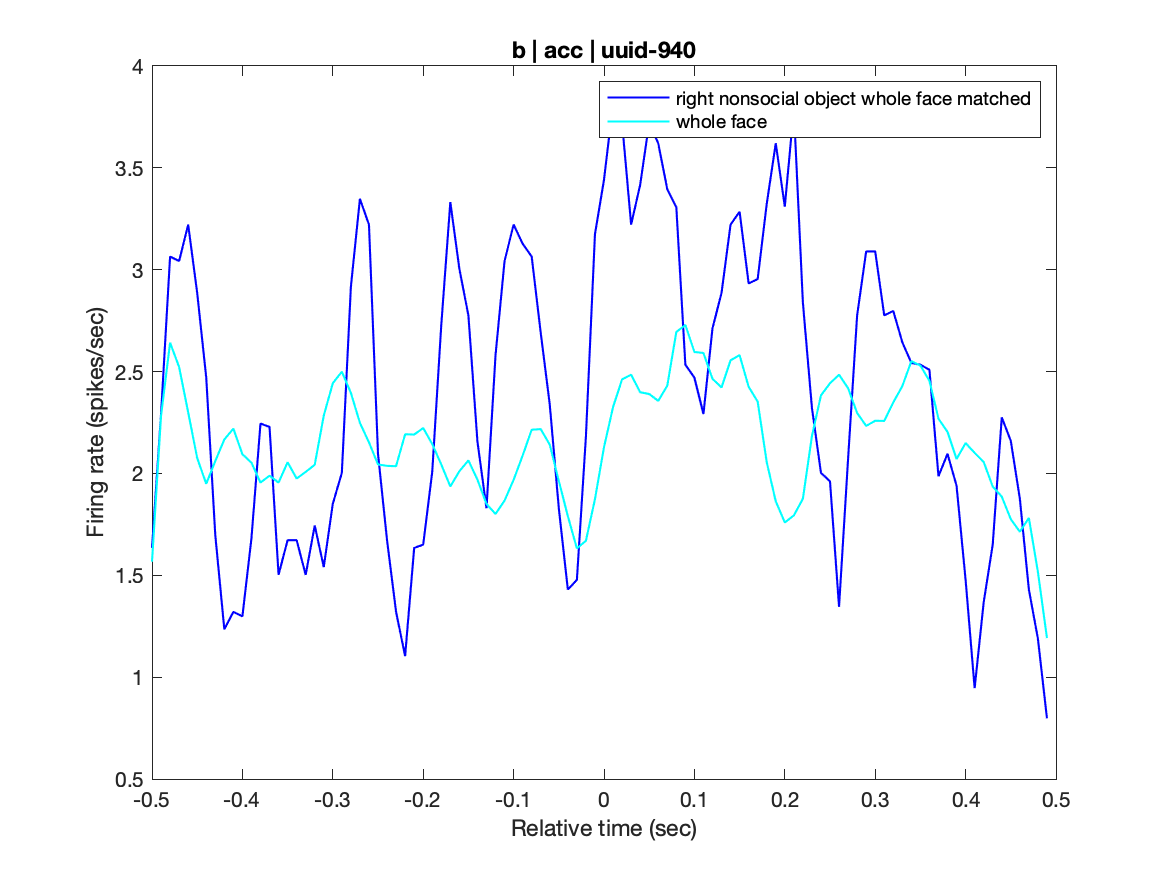 b | acc | uuid-940
right nonsocial object whole face matched
whole face
4
3.5
3
2.5
2
1.5
1
0.5
Firing rate (spikes/sec)
-0.5 -0.4 -0.3 -0.2 -0.1 0 0.1 0.2 0.3 0.4 0.5
Relative time (sec)